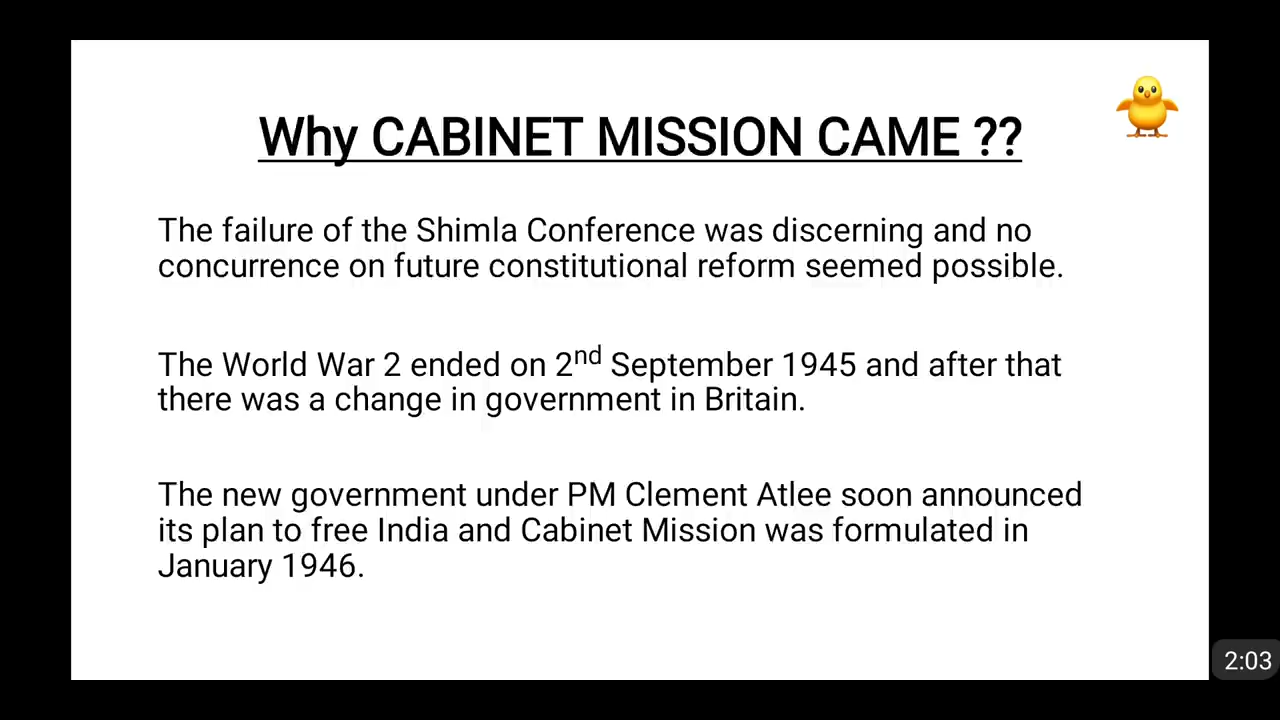 Why CABINET MISSION CAME ??
The failure of the Shimla Conference was discerning and no
concurrence on future constitutional reform seemed possible.
The World War 2 ended on 2nd September 1945 and after that
there was a change in government in Britain.
The new government under PM Clement Atlee soon announced
its plan to free India and Cabinet Mission was formulated in
January 1946.
2:03